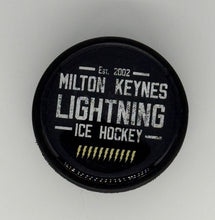 Est. 2002
MILTON KEYNES
LIGHTNING
ICE HOCKEY